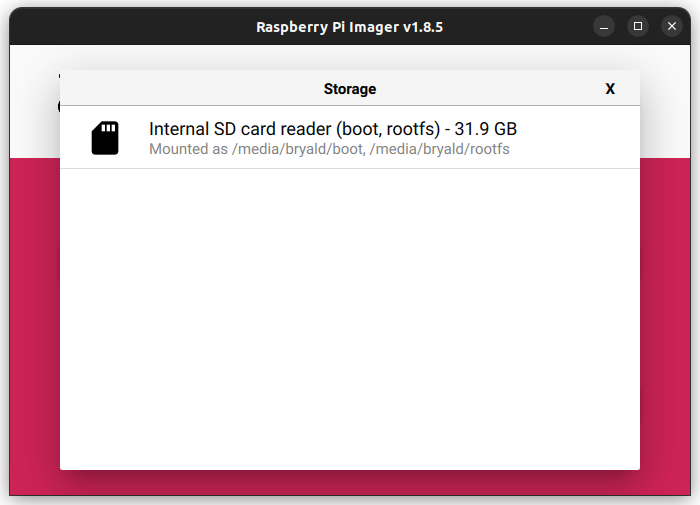 Raspberry Pi Imager v1.8.5
Storage
X
Internal SD card reader (boot, rootfs) - 31.9 GB
Mounted as /media/bryald/boot, /media/bryald/rootfs